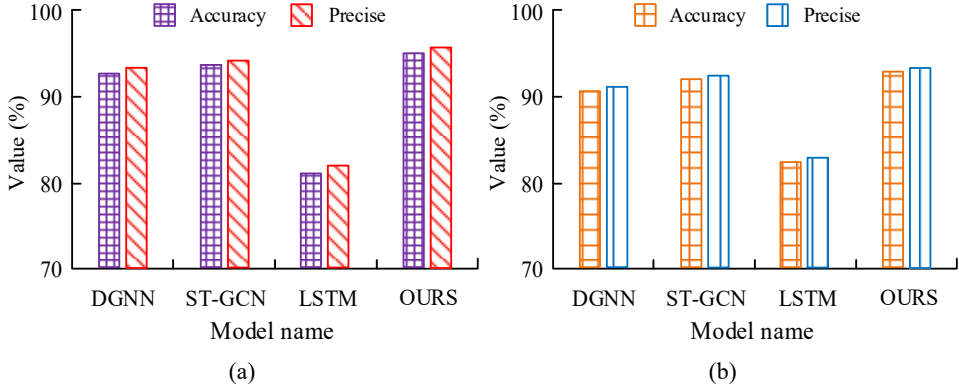 100
90
80
70
Value (%)
Accuracy Precise
DGNN ST-GCN LSTM OURS
Model name
(a)
100
90
80
70
Value (%)
Accuracy Precise
DGNN ST-GCN LSTM OURS
Model name
(b)